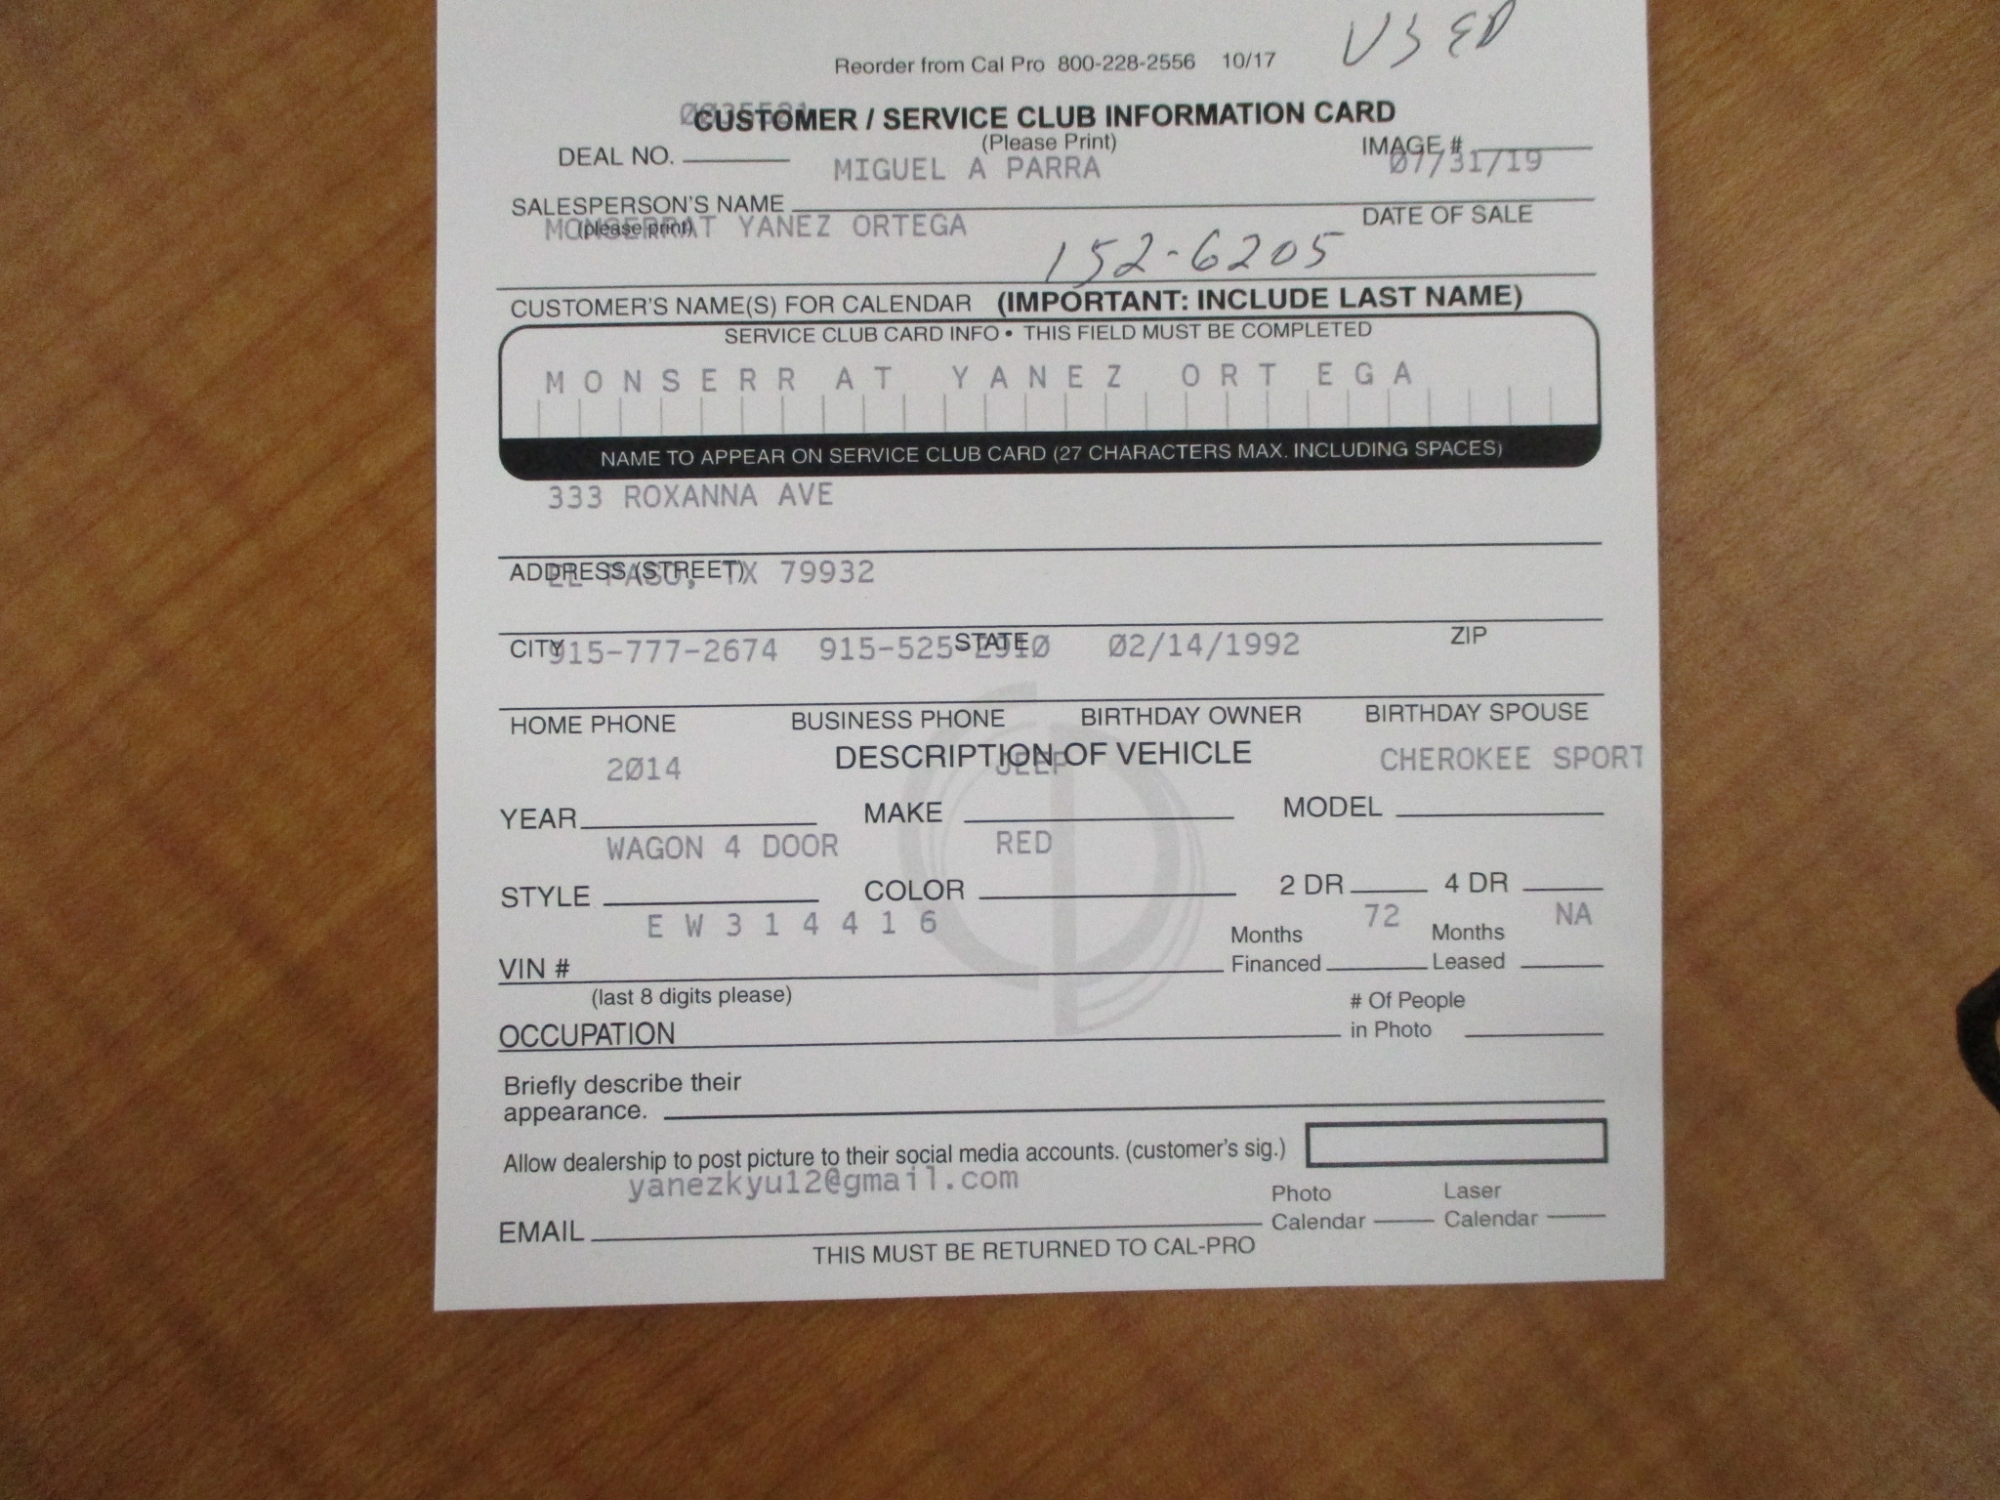 USED
Reorder from Cal Pro 800-228-2556 10/17
CUSTOMER / SERVICE CLUB INFORMATION CARD
(Please Print)
DEAL NO. MIGUEL A PARRA IMAGE # 07/31/19
SALESPERSON'S NAME DATE OF SALE
(please print) MONSERRAT YANEZ ORTEGA
152-6205
CUSTOMER'S NAME(S) FOR CALENDAR (IMPORTANT: INCLUDE LAST NAME)
SERVICE CLUB CARD INFO • THIS FIELD MUST BE COMPLETED
MONSERRAT YANEZ ORTEGA
NAME TO APPEAR ON SERVICE CLUB CARD (27 CHARACTERS MAX. INCLUDING SPACES)
333 ROXANNA AVE
ADDRESS (STREET)
EL PASO, TX 79932
CITY STATE ZIP
915-777-2674 915-525-2910 02/14/1992
HOME PHONE BUSINESS PHONE BIRTHDAY OWNER BIRTHDAY SPOUSE
DESCRIPTION OF VEHICLE
2014 JEEP CHEROKEE SPORT
YEAR MAKE MODEL
WAGON 4 DOOR RED
STYLE COLOR 2 DR 4 DR
EW314416 72 NA
VIN # Months Financed Months Leased
(last 8 digits please)
OCCUPATION # Of People in Photo
Briefly describe their
appearance.
Allow dealership to post picture to their social media accounts. (customer's sig.)
yanezkyu12@gmail.com
EMAIL Photo Calendar Laser Calendar
THIS MUST BE RETURNED TO CAL-PRO